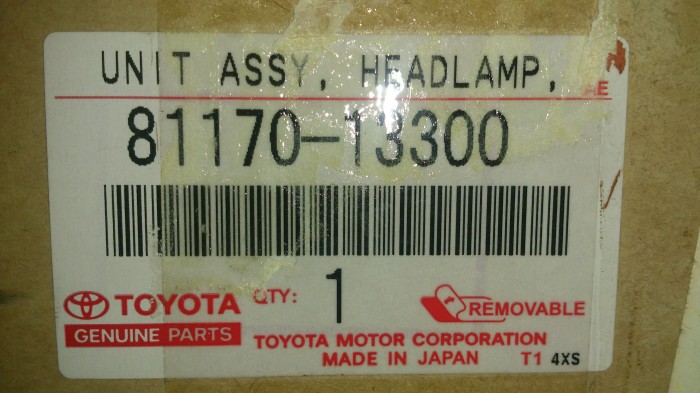 UNIT ASSY, HEADLAMP,
81170-13300
TOYOTA QTY: 1 REMOVABLE
GENUINE PARTS TOYOTA MOTOR CORPORATION
MADE IN JAPAN T1 4XS